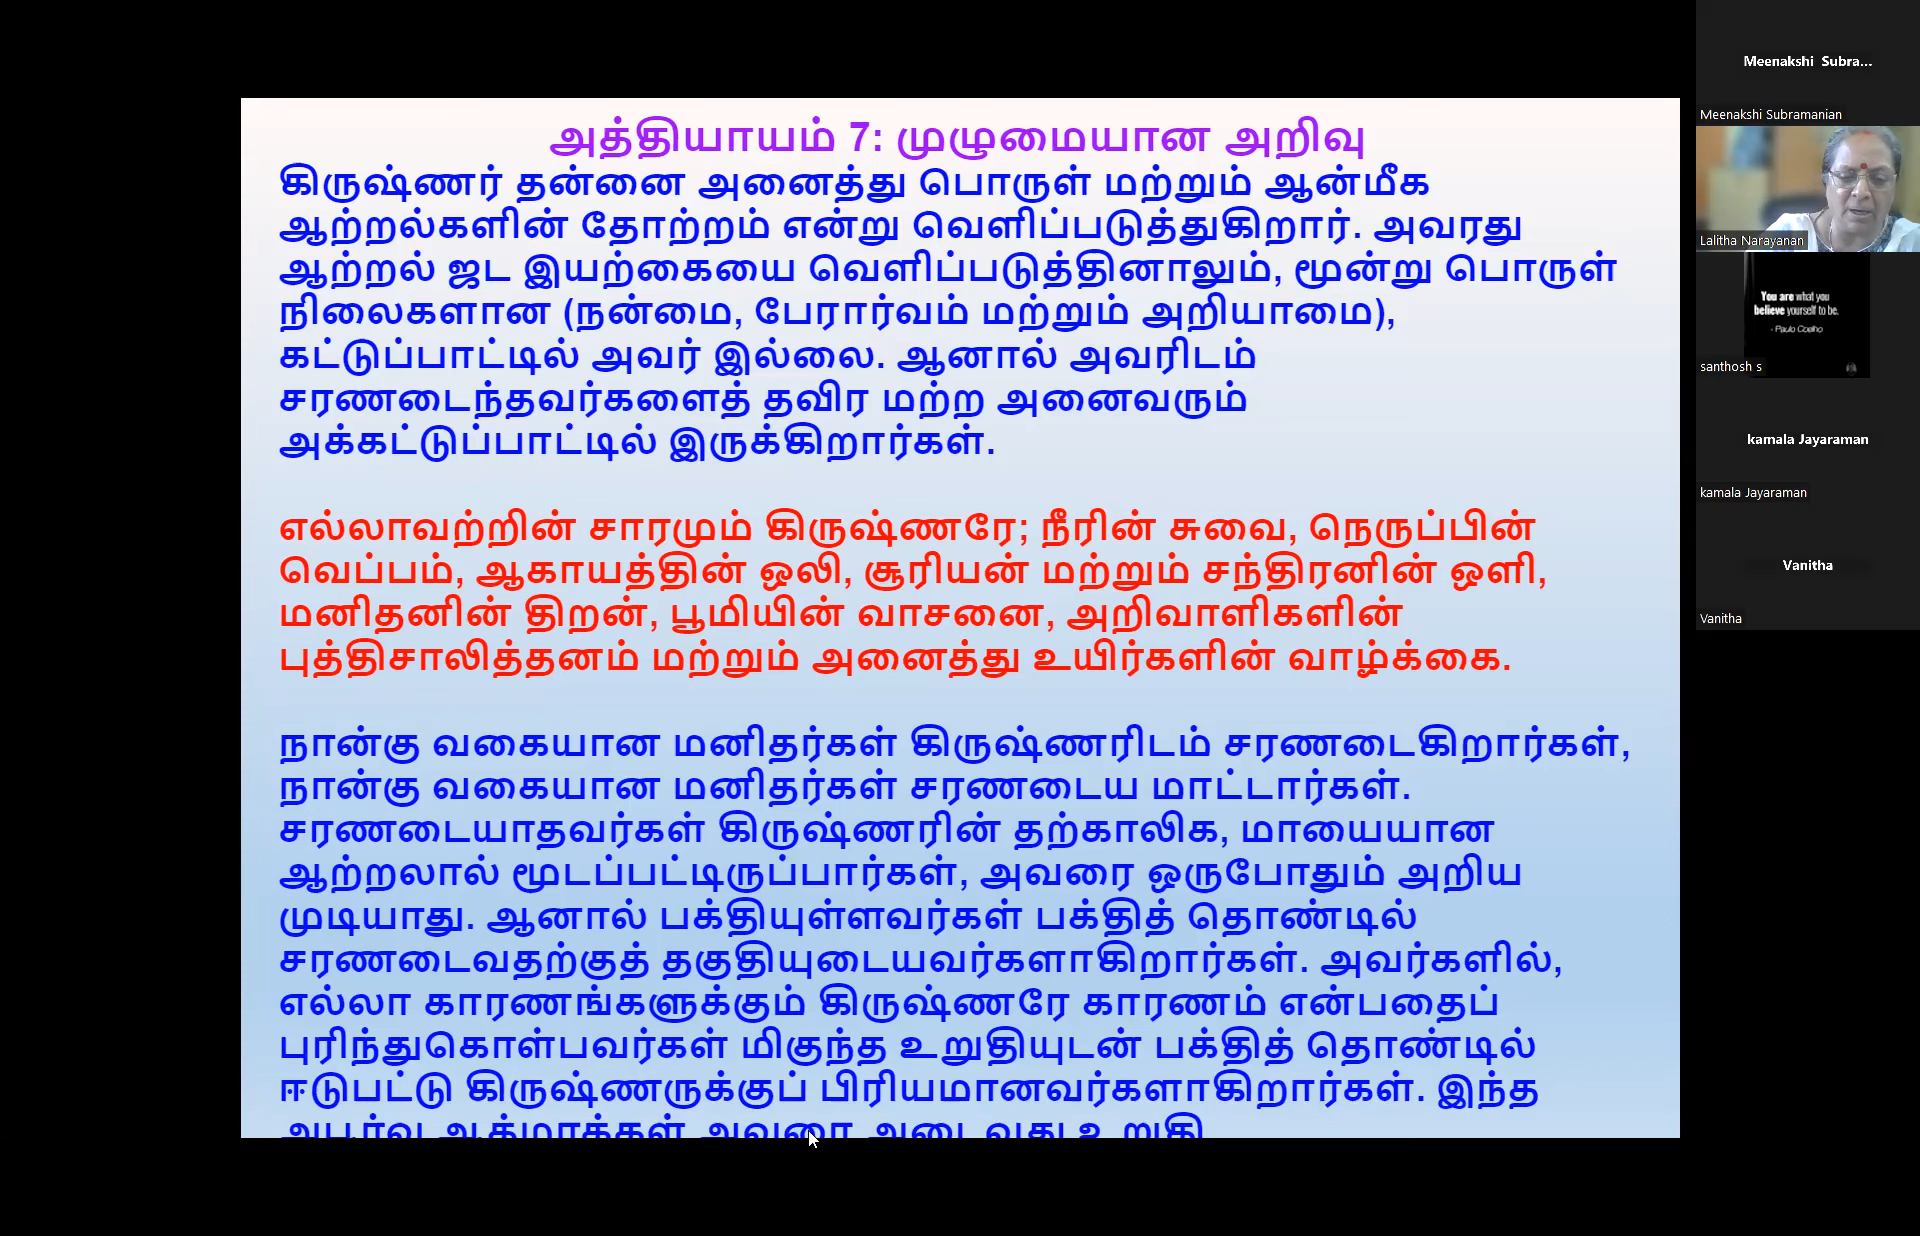 அத்தியாயம் 7: முழுமையான அறிவு
கிருஷ்ணர் தன்னை அனைத்து பொருள் மற்றும் ஆன்மீக
ஆற்றல்களின் தோற்றம் என்று வெளிப்படுத்துகிறார். அவரது
ஆற்றல் ஜட இயற்கையை வெளிப்படுத்தினாலும், மூன்று பொருள்
நிலைகளான (நன்மை, பேரார்வம் மற்றும் அறியாமை),
கட்டுப்பாட்டில் அவர் இல்லை. ஆனால் அவரிடம்
சரணடைந்தவர்களைத் தவிர மற்ற அனைவரும்
அக்கட்டுப்பாட்டில் இருக்கிறார்கள்.
எல்லாவற்றின் சாரமும் கிருஷ்ணரே; நீரின் சுவை, நெருப்பின்
வெப்பம், ஆகாயத்தின் ஒலி, சூரியன் மற்றும் சந்திரனின் ஒளி,
மனிதனின் திறன், பூமியின் வாசனை, அறிவாளிகளின்
புத்திசாலித்தனம் மற்றும் அனைத்து உயிர்களின் வாழ்க்கை.
நான்கு வகையான மனிதர்கள் கிருஷ்ணரிடம் சரணடைகிறார்கள்,
நான்கு வகையான மனிதர்கள் சரணடைய மாட்டார்கள்.
சரணடையாதவர்கள் கிருஷ்ணரின் தற்காலிக, மாயையான
ஆற்றலால் மூடப்பட்டிருப்பார்கள், அவரை ஒருபோதும் அறிய
முடியாது. ஆனால் பக்தியுள்ளவர்கள் பக்தித் தொண்டில்
சரணடைவதற்குத் தகுதியுடையவர்களாகிறார்கள். அவர்களில்,
எல்லா காரணங்களுக்கும் கிருஷ்ணரே காரணம் என்பதைப்
புரிந்துகொள்பவர்கள் மிகுந்த உறுதியுடன் பக்தித் தொண்டில்
ஈடுபட்டு கிருஷ்ணருக்குப் பிரியமானவர்களாகிறார்கள். இந்த
Meenakshi Subra...
Meenakshi Subramanian
Lalitha Narayanan
You are what you
believe yourself to be.
- Paulo Coelho
santhosh s
kamala Jayaraman
kamala Jayaraman
Vanitha
Vanitha